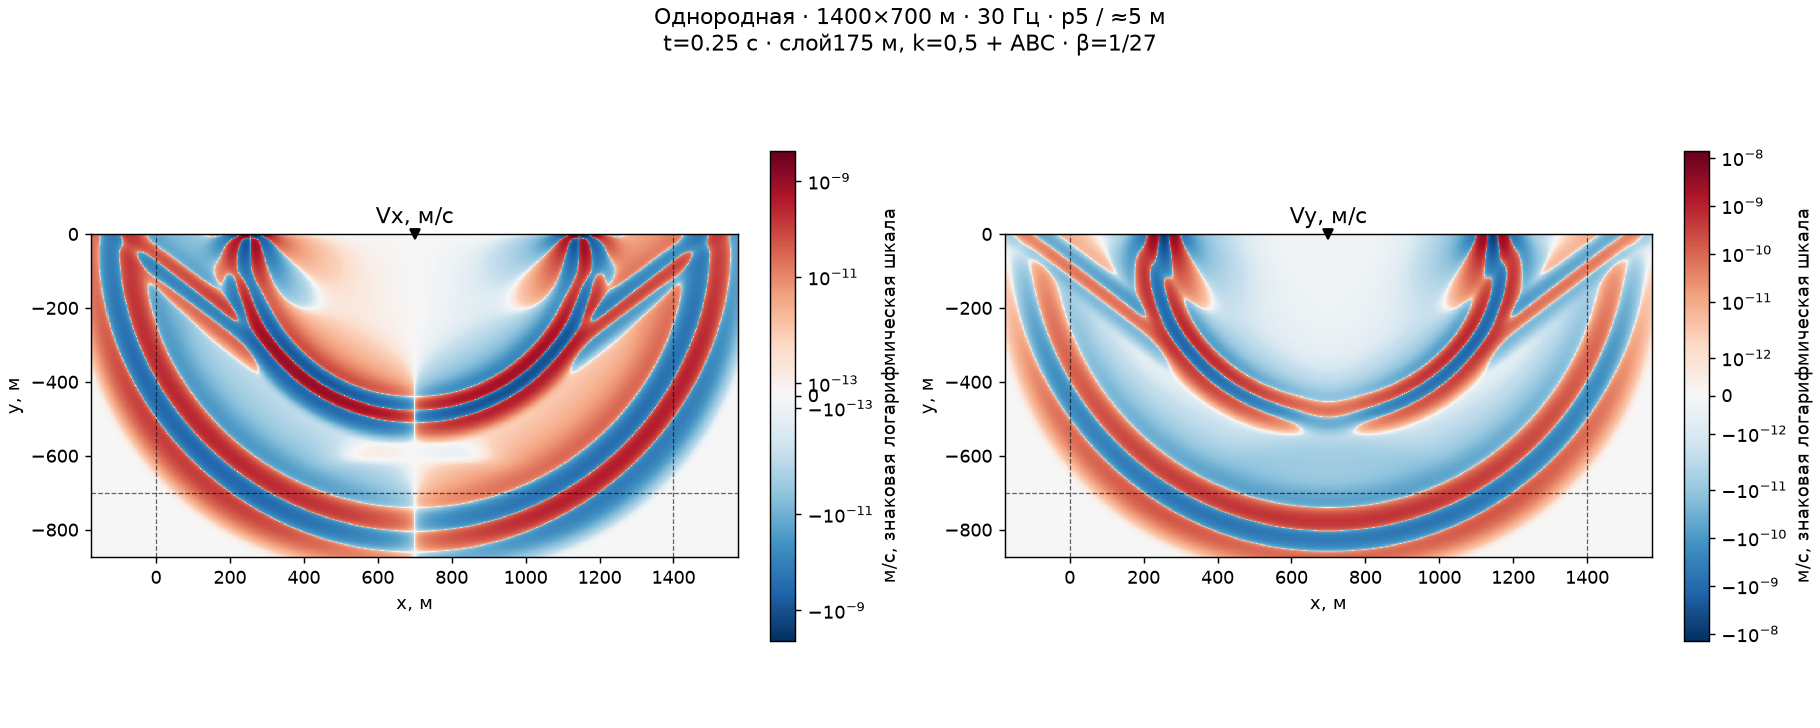 Однородная · 1400×700 м · 30 Гц · p5 / ≈5 м
t=0.25 с · слой175 м, k=0,5 + ABC · β=1/27
Vx, м/с
0
−200
−400
−600
−800
y, м
0 200 400 600 800 1000 1200 1400
x, м
10⁻⁹
10⁻¹¹
10⁻¹³
0
−10⁻¹³
−10⁻¹¹
−10⁻⁹
м/с, знаковая логарифмическая шкала
Vy, м/с
0
−200
−400
−600
−800
y, м
0 200 400 600 800 1000 1200 1400
x, м
10⁻⁸
10⁻⁹
10⁻¹⁰
10⁻¹¹
10⁻¹²
0
−10⁻¹²
−10⁻¹¹
−10⁻¹⁰
−10⁻⁹
−10⁻⁸
м/с, знаковая логарифмическая шкала